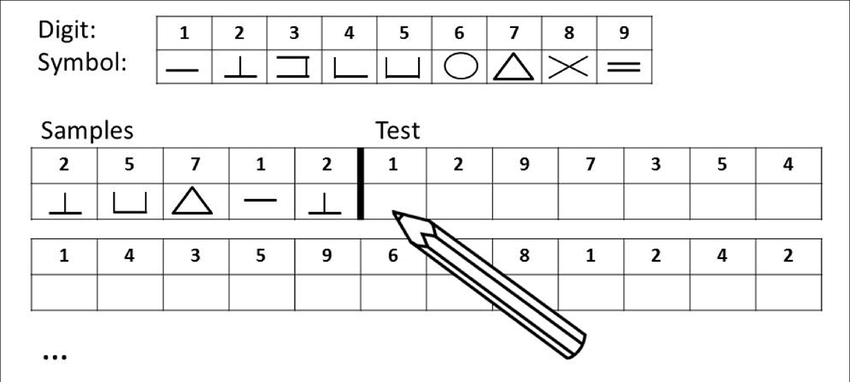 Digit: 1 2 3 4 5 6 7 8 9
Symbol:
Samples Test
2 5 7 1 2 1 2 9 7 3 5 4
1 4 3 5 9 6 8 1 2 4 2
...